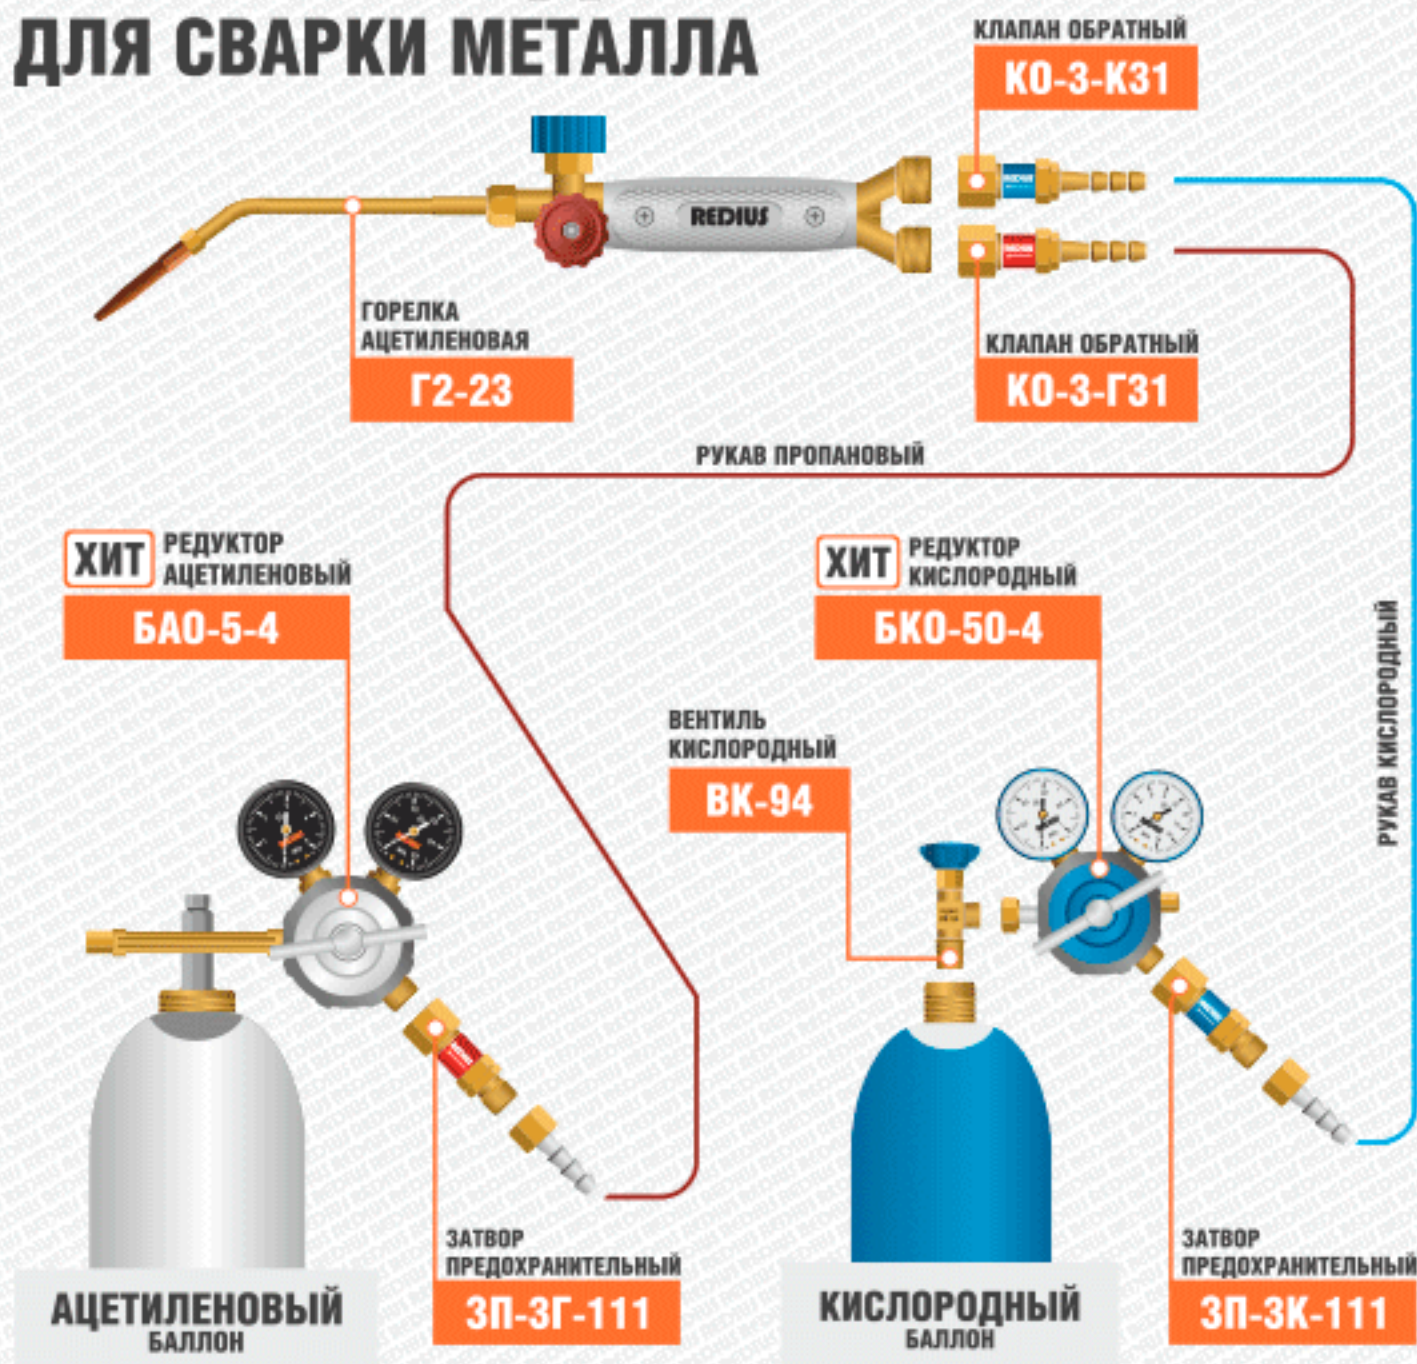 ДЛЯ СВАРКИ МЕТАЛЛА
КЛАПАН ОБРАТНЫЙ
КО-3-К31
REDIUS
ГОРЕЛКА
АЦЕТИЛЕНОВАЯ
Г2-23
КЛАПАН ОБРАТНЫЙ
КО-3-Г31
РУКАВ ПРОПАНОВЫЙ
ХИТ
РЕДУКТОР
АЦЕТИЛЕНОВЫЙ
БАО-5-4
ХИТ
РЕДУКТОР
КИСЛОРОДНЫЙ
БКО-50-4
РУКАВ КИСЛОРОДНЫЙ
ВЕНТИЛЬ
КИСЛОРОДНЫЙ
ВК-94
ЗАТВОР
ПРЕДОХРАНИТЕЛЬНЫЙ
ЗП-3Г-111
ЗАТВОР
ПРЕДОХРАНИТЕЛЬНЫЙ
ЗП-3К-111
АЦЕТИЛЕНОВЫЙ
БАЛЛОН
КИСЛОРОДНЫЙ
БАЛЛОН